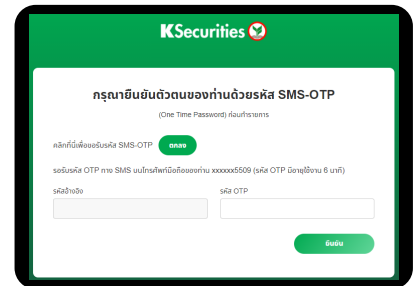 KSecurities
กรุณายืนยันตัวตนของท่านด้วยรหัส SMS-OTP
(One Time Password) ก่อนทำรายการ
คลิกที่นี่เพื่อขอรับรหัส SMS-OTP ตกลง
รอรับรหัส OTP ทาง SMS บนโทรศัพท์มือถือของท่าน xxxxxx5509 (รหัส OTP มีอายุใช้งาน 6 นาที)
รหัสอ้างอิง รหัส OTP
ยืนยัน